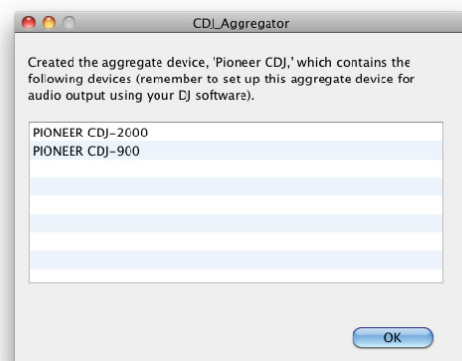 CDJ_Aggregator
Created the aggregate device, 'Pioneer CDJ,' which contains the
following devices (remember to set up this aggregate device for
audio output using your DJ software).
PIONEER CDJ-2000
PIONEER CDJ-900
OK